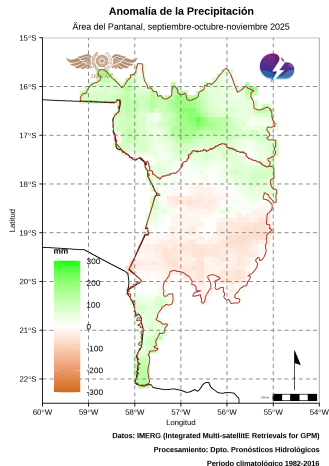 Anomalía de la Precipitación
Área del Pantanal, septiembre-octubre-noviembre 2025
15°S
16°S
17°S
18°S
19°S
20°S
21°S
22°S
Latitud
mm
300
200
100
0
-100
-200
-300
60°W 59°W 58°W 57°W 56°W 55°W 54°W
Longitud
Datos: IMERG (Integrated Multi-satellitE Retrievals for GPM)
Procesamiento: Dpto. Pronósticos Hidrológicos
Periodo climatológico 1982-2016